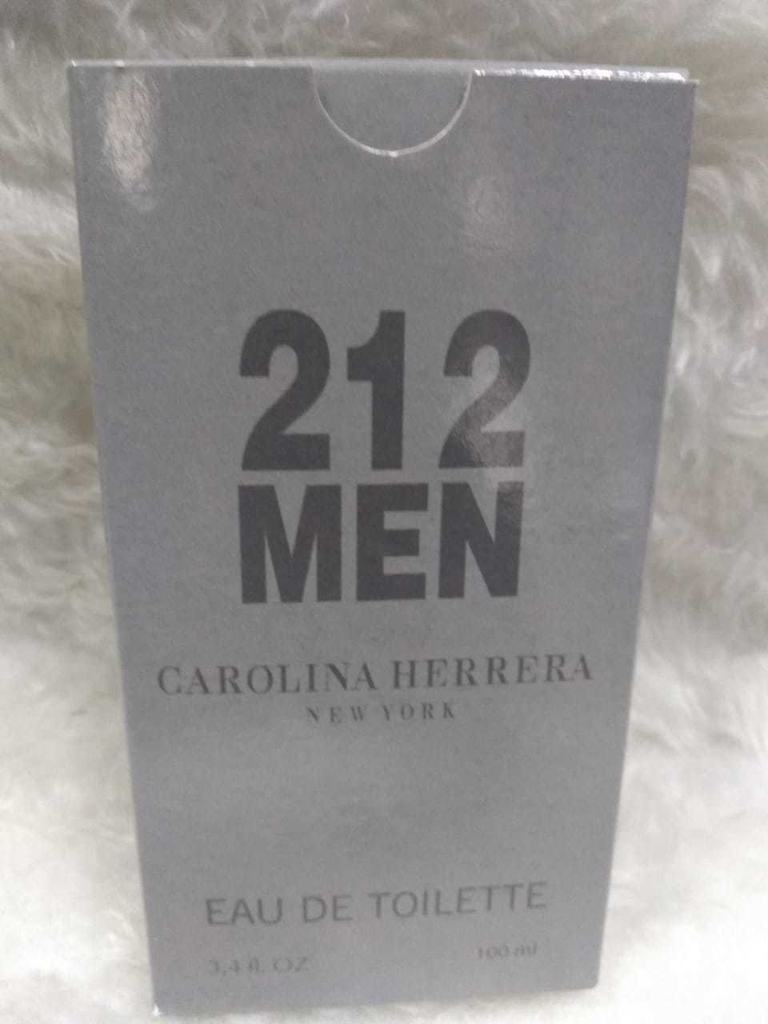 212
MEN
CAROLINA HERRERA
NEW YORK
EAU DE TOILETTE
3,4 fl. OZ 100 ml